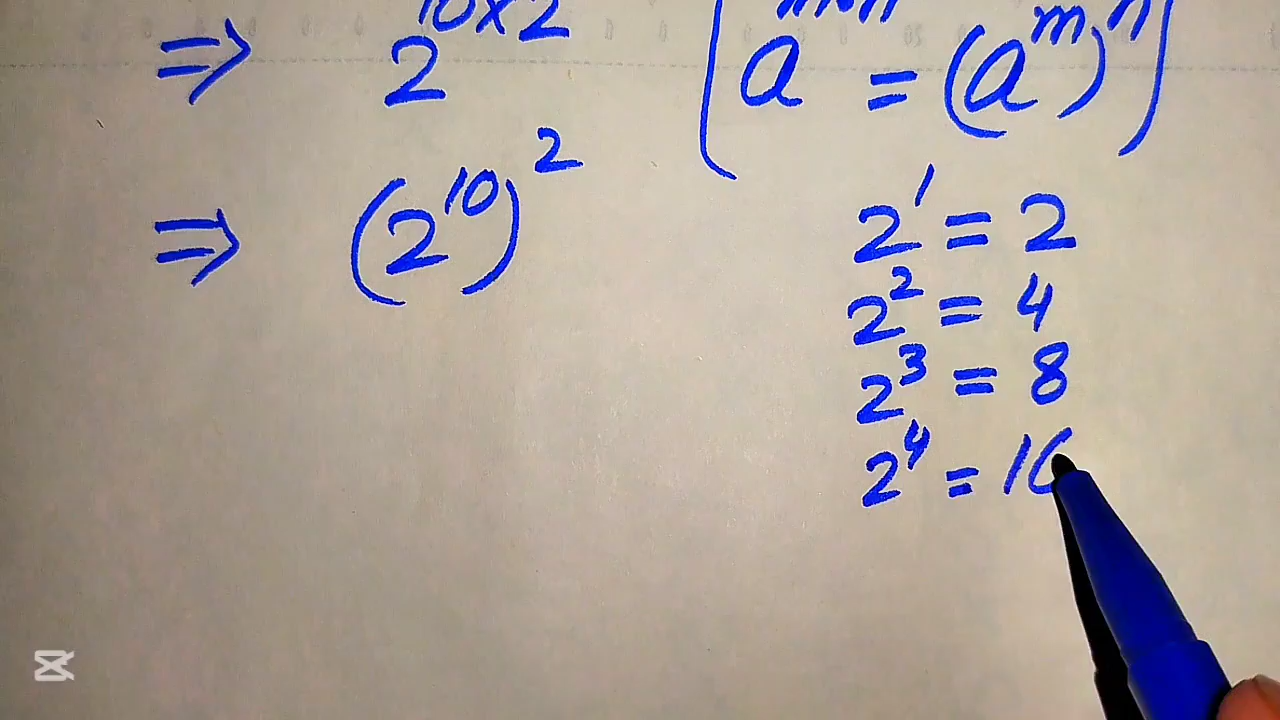 ⇒ 2^10×2 [a^m×n = (a^m)^n]
⇒ (2^10)^2
2^1 = 2
2^2 = 4
2^3 = 8
2^4 = 16